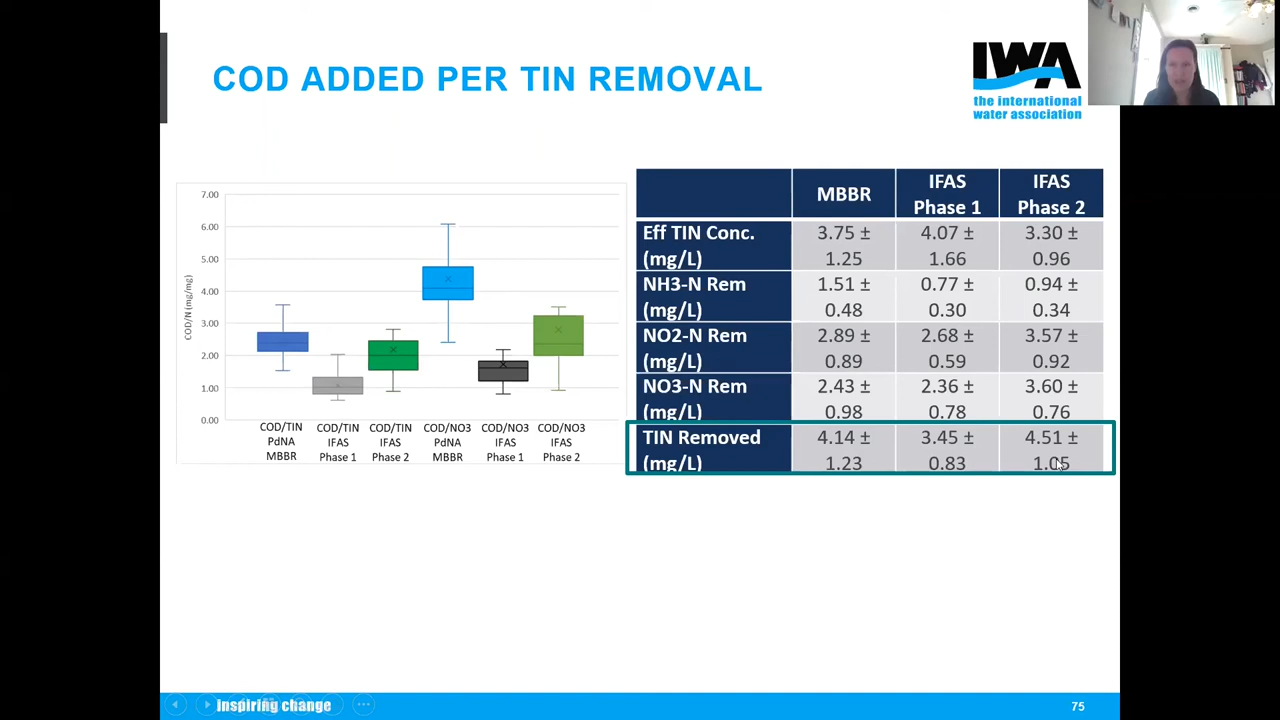 COD ADDED PER TIN REMOVAL
IWA
the international
water association
7.00
6.00
5.00
4.00
3.00
2.00
1.00
0.00
COD/N (mg/mg)
COD/TIN PdNA MBBR
COD/TIN IFAS Phase 1
COD/TIN IFAS Phase 2
COD/NO3 PdNA MBBR
COD/NO3 IFAS Phase 1
COD/NO3 IFAS Phase 2
MBBR
IFAS Phase 1
IFAS Phase 2
Eff TIN Conc. (mg/L)
3.75 ± 1.25
4.07 ± 1.66
3.30 ± 0.96
NH3-N Rem (mg/L)
1.51 ± 0.48
0.77 ± 0.30
0.94 ± 0.34
NO2-N Rem (mg/L)
2.89 ± 0.89
2.68 ± 0.59
3.57 ± 0.92
NO3-N Rem (mg/L)
2.43 ± 0.98
2.36 ± 0.78
3.60 ± 0.76
TIN Removed (mg/L)
4.14 ± 1.23
3.45 ± 0.83
4.51 ± 1.05
inspiring change
75